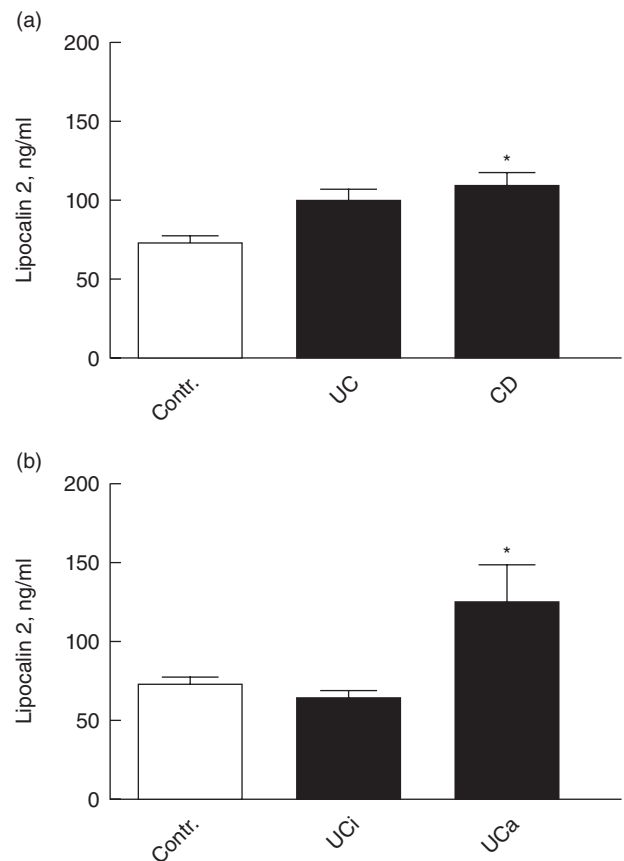 (a)
200
150
100
50
0
Lipocalin 2, ng/ml
*
Contr.
UC
CD
(b)
200
150
100
50
0
Lipocalin 2, ng/ml
*
Contr.
UCi
UCa